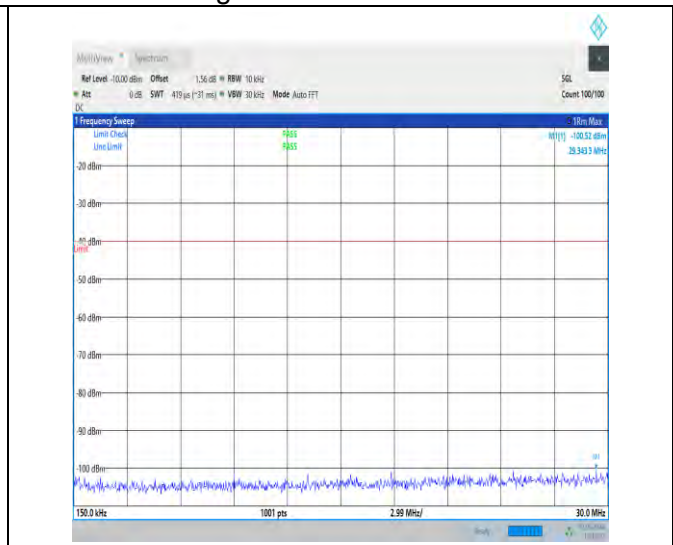 MultiView Spectrum
Ref Level -10.00 dBm Offset 1.56 dB RBW 10 kHz SGL
Att 0 dB SWT 419 µs (~31 ms) VBW 30 kHz Mode Auto FFT Count 100/100
DC
1 Frequency Sweep 1Rm Max
Limit Check PASS M1[1] -100.52 dBm
Line Limit PASS 29.3433 MHz
-20 dBm
-30 dBm
-40 dBm
Limit
-50 dBm
-60 dBm
-70 dBm
-80 dBm
-90 dBm
M1
-100 dBm
150.0 kHz 1001 pts 2.99 MHz/ 30.0 MHz
Ready